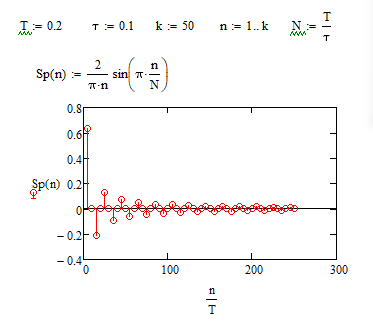 T := 0.2 τ := 0.1 k := 50 n := 1..k N := T/τ
Sp(n) := 2/(π·n) sin(π·n/N)
0.8
0.6
0.4
Sp(n) 0.2
0
−0.2
−0.4
0 100 200 300
n/T